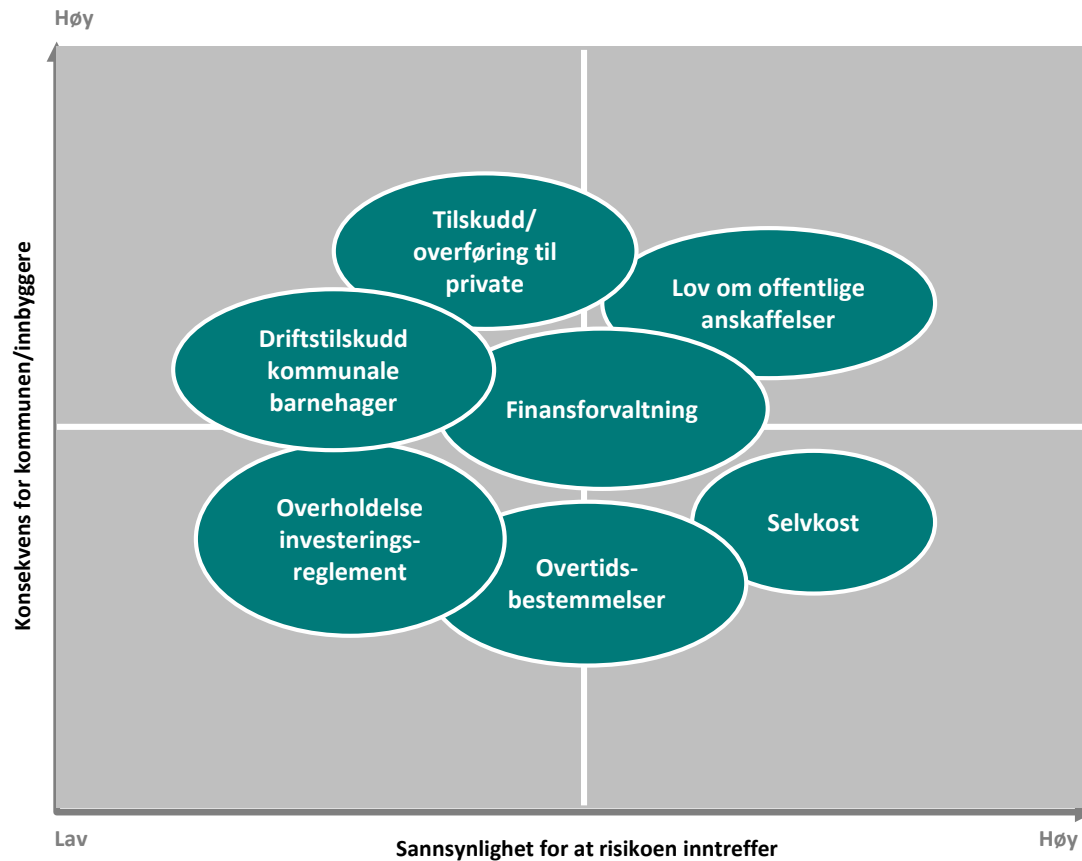 Høy
Konsekvens for kommunen/innbyggere
Tilskudd/
overføring til
private
Lov om offentlige
anskaffelser
Driftstilskudd
kommunale
barnehager
Finansforvaltning
Overholdelse
investerings-
reglement
Selvkost
Overtids-
bestemmelser
Lav
Sannsynlighet for at risikoen inntreffer
Høy